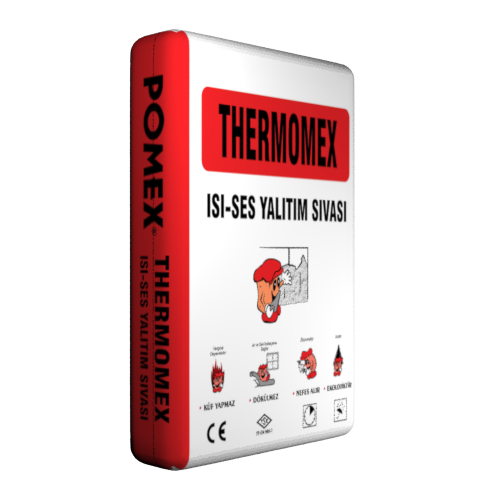 POMEX®
THERMOMEX
ISI-SES YALITIM SIVASI
THERMOMEX
ISI-SES YALITIM SIVASI
• KÜF YAPMAZ
• DÖKÜLMEZ
• NEFES ALIR
• EKOLOJİKTİR
CE